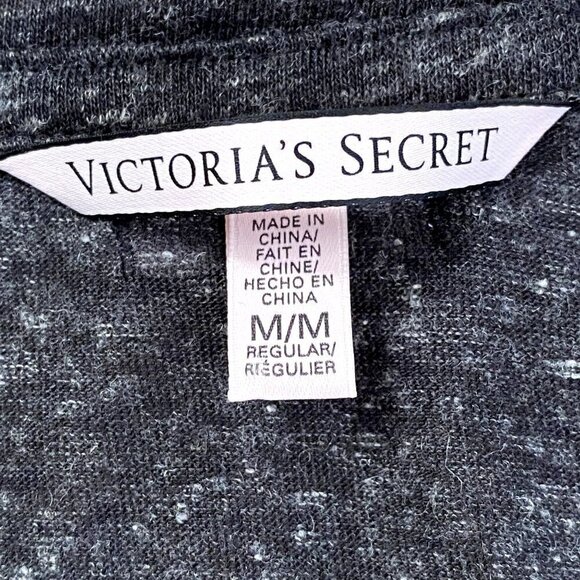 VICTORIA'S SECRET
MADE IN
CHINA/
FAIT EN
CHINE/
HECHO EN
CHINA
M/M
REGULAR/
RÉGULIER